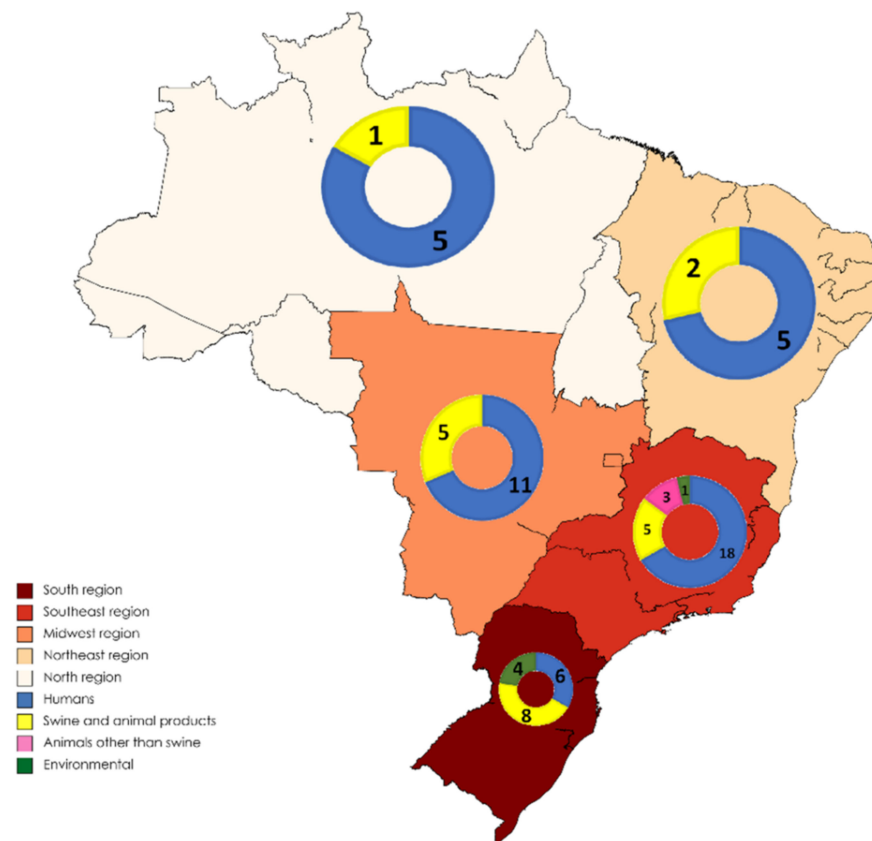 1
5
2
5
5
11
3
1
5
18
4
6
8
South region
Southeast region
Midwest region
Northeast region
North region
Humans
Swine and animal products
Animals other than swine
Environmental